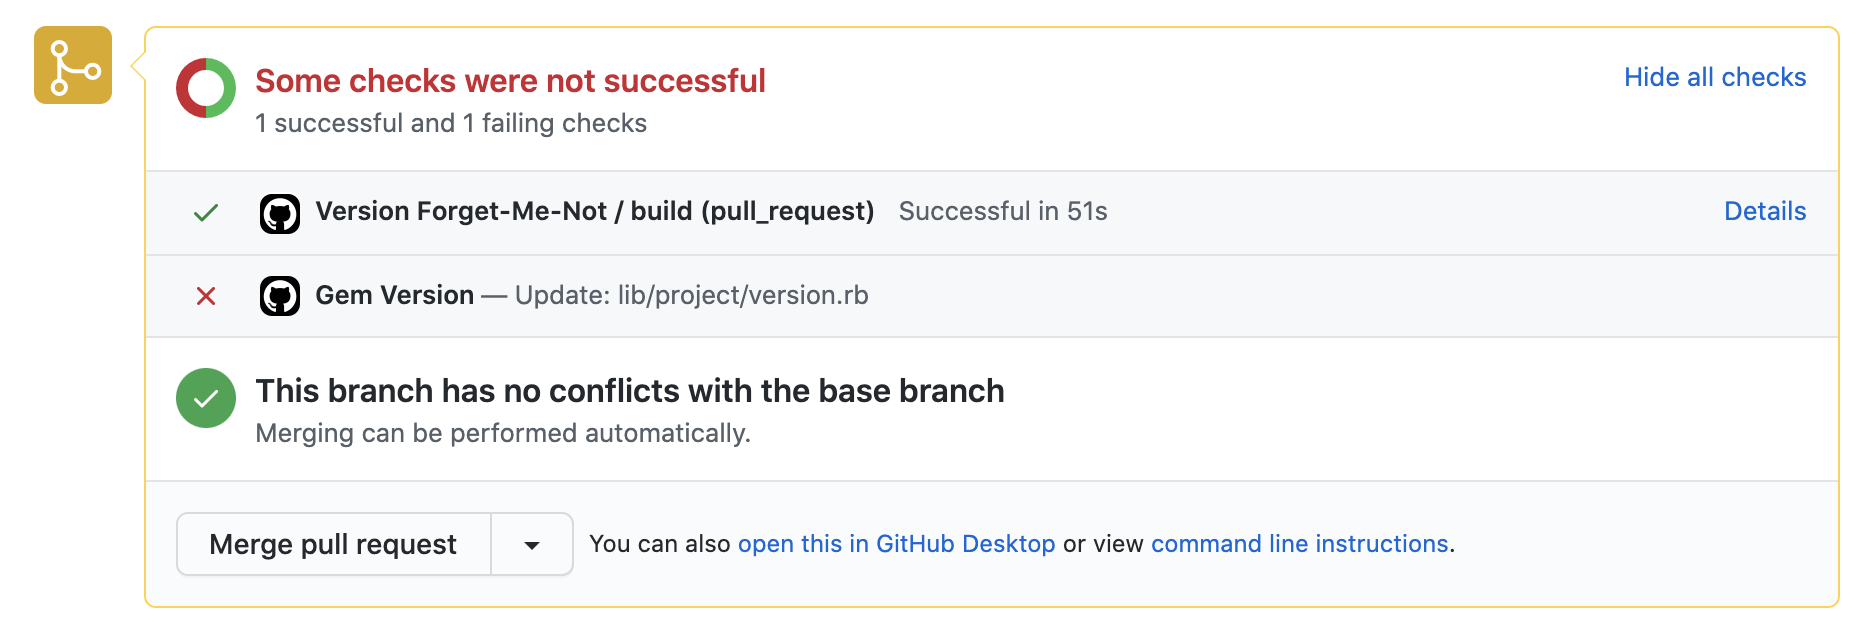 Some checks were not successful
Hide all checks
1 successful and 1 failing checks
Version Forget-Me-Not / build (pull_request) Successful in 51s
Details
Gem Version — Update: lib/project/version.rb
This branch has no conflicts with the base branch
Merging can be performed automatically.
Merge pull request
You can also open this in GitHub Desktop or view command line instructions.